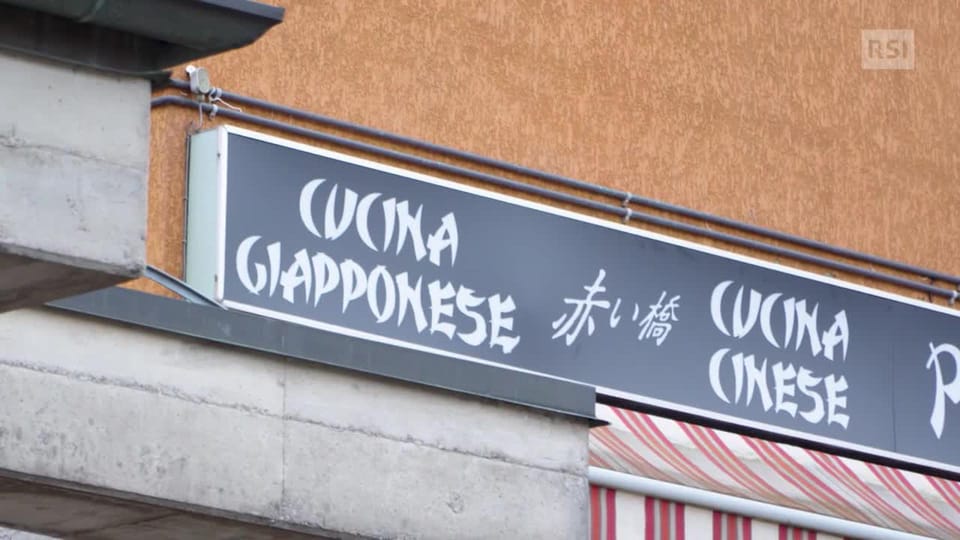 RSI
CUCINA
GIAPPONESE
赤い橋
CUCINA
CINESE
P